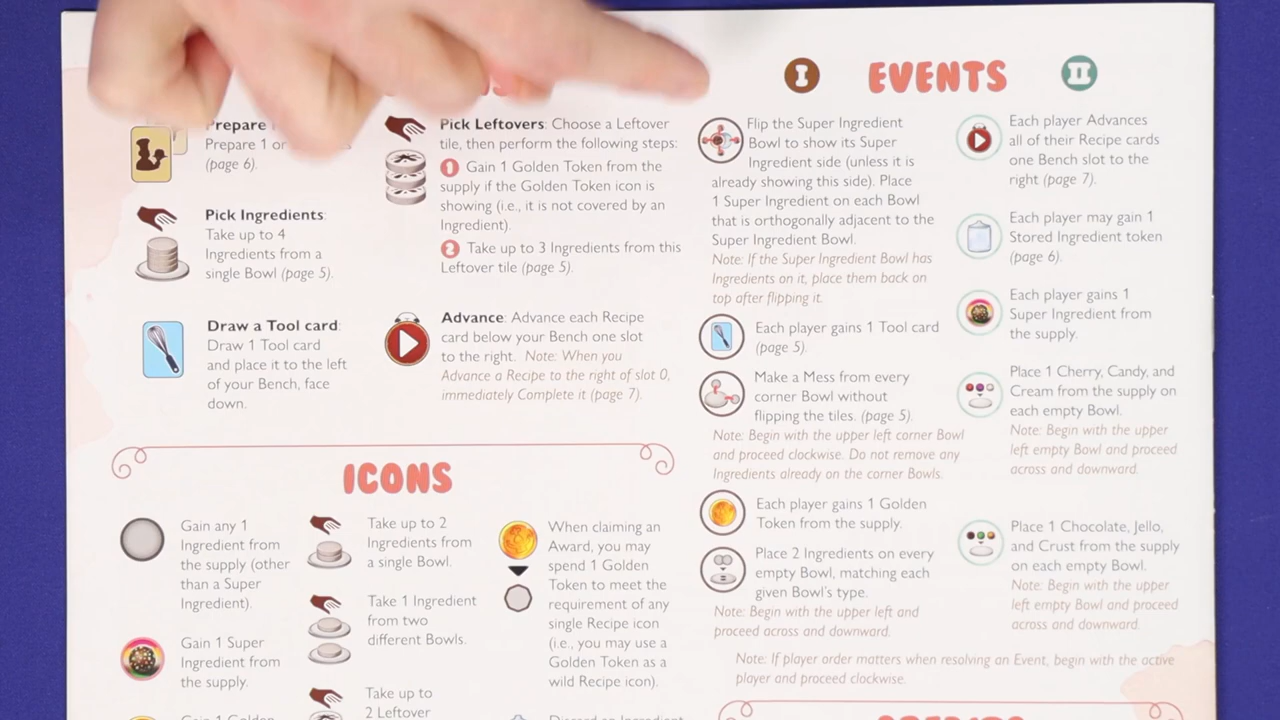 Prepare
Prepare 1 or
(page 6).
Pick Ingredients:
Take up to 4
Ingredients from a
single Bowl (page 5).
Draw a Tool card:
Draw 1 Tool card
and place it to the left
of your Bench, face
down.
Pick Leftovers: Choose a Leftover
tile, then perform the following steps:
1 Gain 1 Golden Token from the
supply if the Golden Token icon is
showing (i.e., it is not covered by an
Ingredient).
2 Take up to 3 Ingredients from this
Leftover tile (page 5).
Advance: Advance each Recipe
card below your Bench one slot
to the right. Note: When you
Advance a Recipe to the right of slot 0,
immediately Complete it (page 7).
ICONS
Gain any 1
Ingredient from
the supply (other
than a Super
Ingredient).
Gain 1 Super
Ingredient from
the supply.
Gain 1 Golden
Take up to 2
Ingredients from
a single Bowl.
Take 1 Ingredient
from two
different Bowls.
Take up to
2 Leftover
When claiming an
Award, you may
spend 1 Golden
Token to meet the
requirement of any
single Recipe icon
(i.e., you may use a
Golden Token as a
wild Recipe icon).
Discard an Ingredient
I EVENTS II
Flip the Super Ingredient
Bowl to show its Super
Ingredient side (unless it is
already showing this side). Place
1 Super Ingredient on each Bowl
that is orthogonally adjacent to the
Super Ingredient Bowl.
Note: If the Super Ingredient Bowl has
Ingredients on it, place them back on
top after flipping it.
Each player gains 1 Tool card
(page 5).
Make a Mess from every
corner Bowl without
flipping the tiles. (page 5).
Note: Begin with the upper left corner Bowl
and proceed clockwise. Do not remove any
Ingredients already on the corner Bowls.
Each player gains 1 Golden
Token from the supply.
Place 2 Ingredients on every
empty Bowl, matching each
given Bowl's type.
Note: Begin with the upper left and
proceed across and downward.
Each player Advances
all of their Recipe cards
one Bench slot to the
right (page 7).
Each player may gain 1
Stored Ingredient token
(page 6).
Each player gains 1
Super Ingredient from
the supply.
Place 1 Cherry, Candy, and
Cream from the supply on
each empty Bowl.
Note: Begin with the upper
left empty Bowl and proceed
across and downward.
Place 1 Chocolate, Jello,
and Crust from the supply
on each empty Bowl.
Note: Begin with the upper
left empty Bowl and proceed
across and downward.
Note: If player order matters when resolving an Event, begin with the active
player and proceed clockwise.
CREDITS